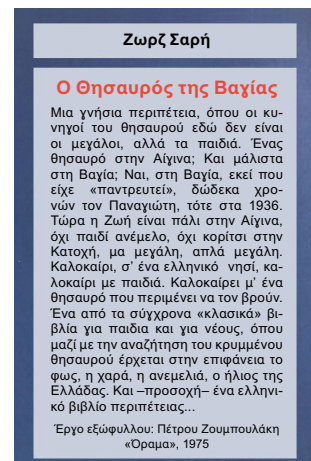 Ζωρζ Σαρή
Ο Θησαυρός της Βαγίας
Μια γνήσια περιπέτεια, όπου οι κυ-
νηγοί του θησαυρού εδώ δεν είναι
οι μεγάλοι, αλλά τα παιδιά. Ένας
θησαυρό στην Αίγινα; Και μάλιστα
στη Βαγία; Ναι, στη Βαγία, εκεί που
είχε «παντρευτεί», δώδεκα χρο-
νών τον Παναγιώτη, τότε στα 1936.
Τώρα η Ζωή είναι πάλι στην Αίγινα,
όχι παιδί ανέμελο, όχι κορίτσι στην
Κατοχή, μα μεγάλη, απλά μεγάλη.
Καλοκαίρι, σ’ ένα ελληνικό νησί, κα-
λοκαίρι με παιδιά. Καλοκαίρει μ’ ένα
θησαυρό που περιμένει να τον βρούν.
Ένα από τα σύγχρονα «κλασικά» βι-
βλία για παιδια και για νέους, όπου
μαζί με την αναζήτηση του κρυμμένου
θησαυρού έρχεται στην επιφάνεια το
φως, η χαρά, η ανεμελιά, ο ήλιος της
Ελλάδας. Και –προσοχή– ένα ελληνι-
κό βιβλίο περιπέτειας...
Έργο εξώφυλλου: Πέτρου Ζουμπουλάκη
«Όραμα», 1975